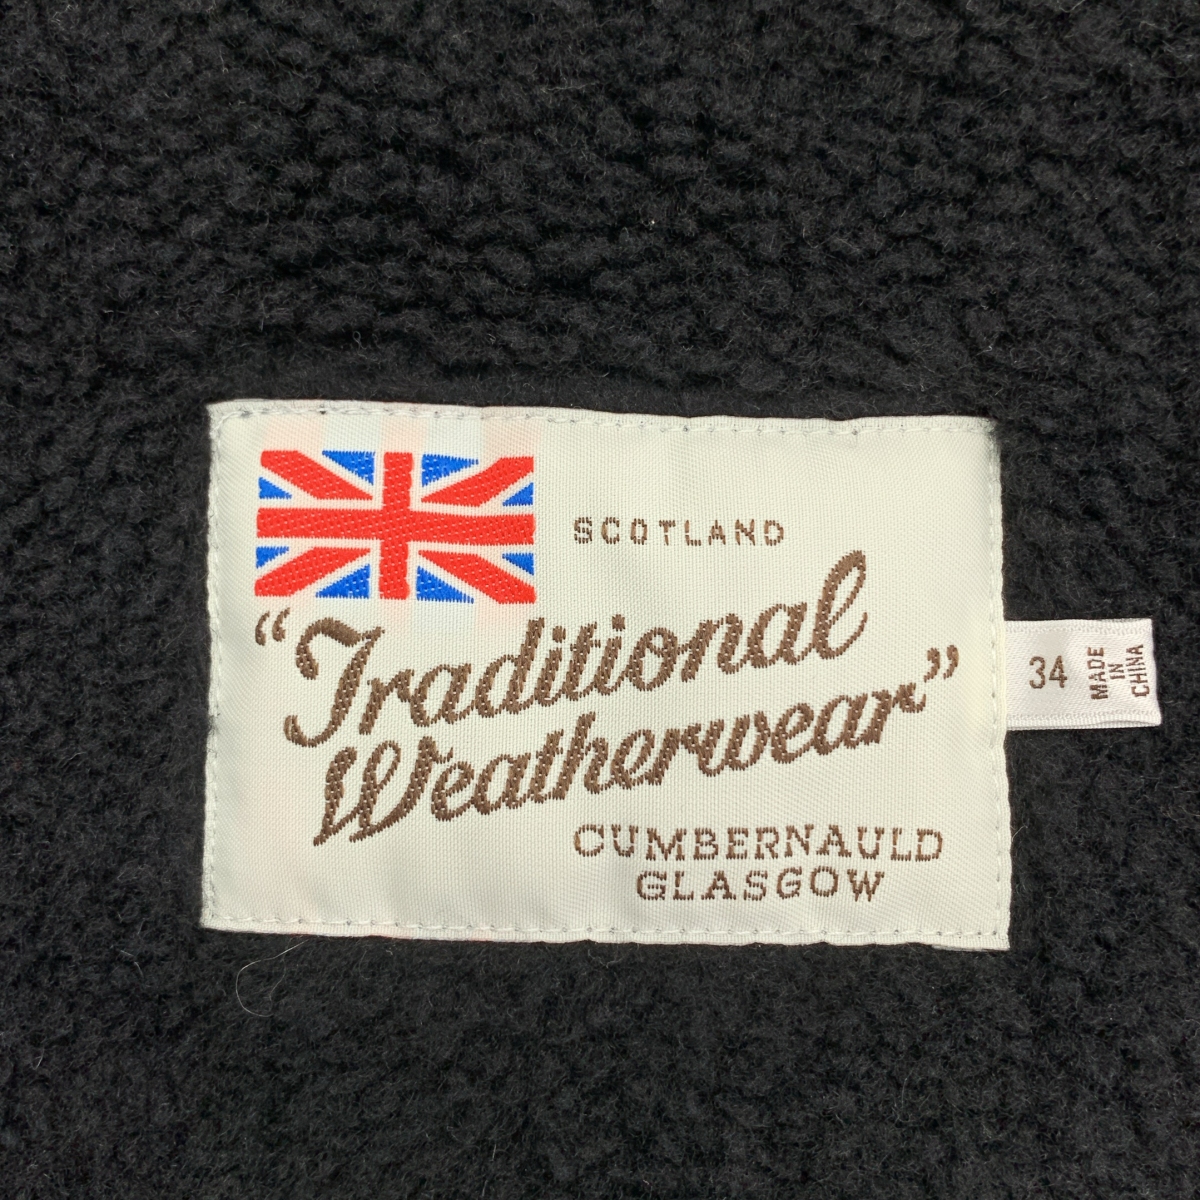 SCOTLAND
“Traditional
Weatherwear”
CUMBERNAULD
GLASGOW
34
MADE
IN
CHINA